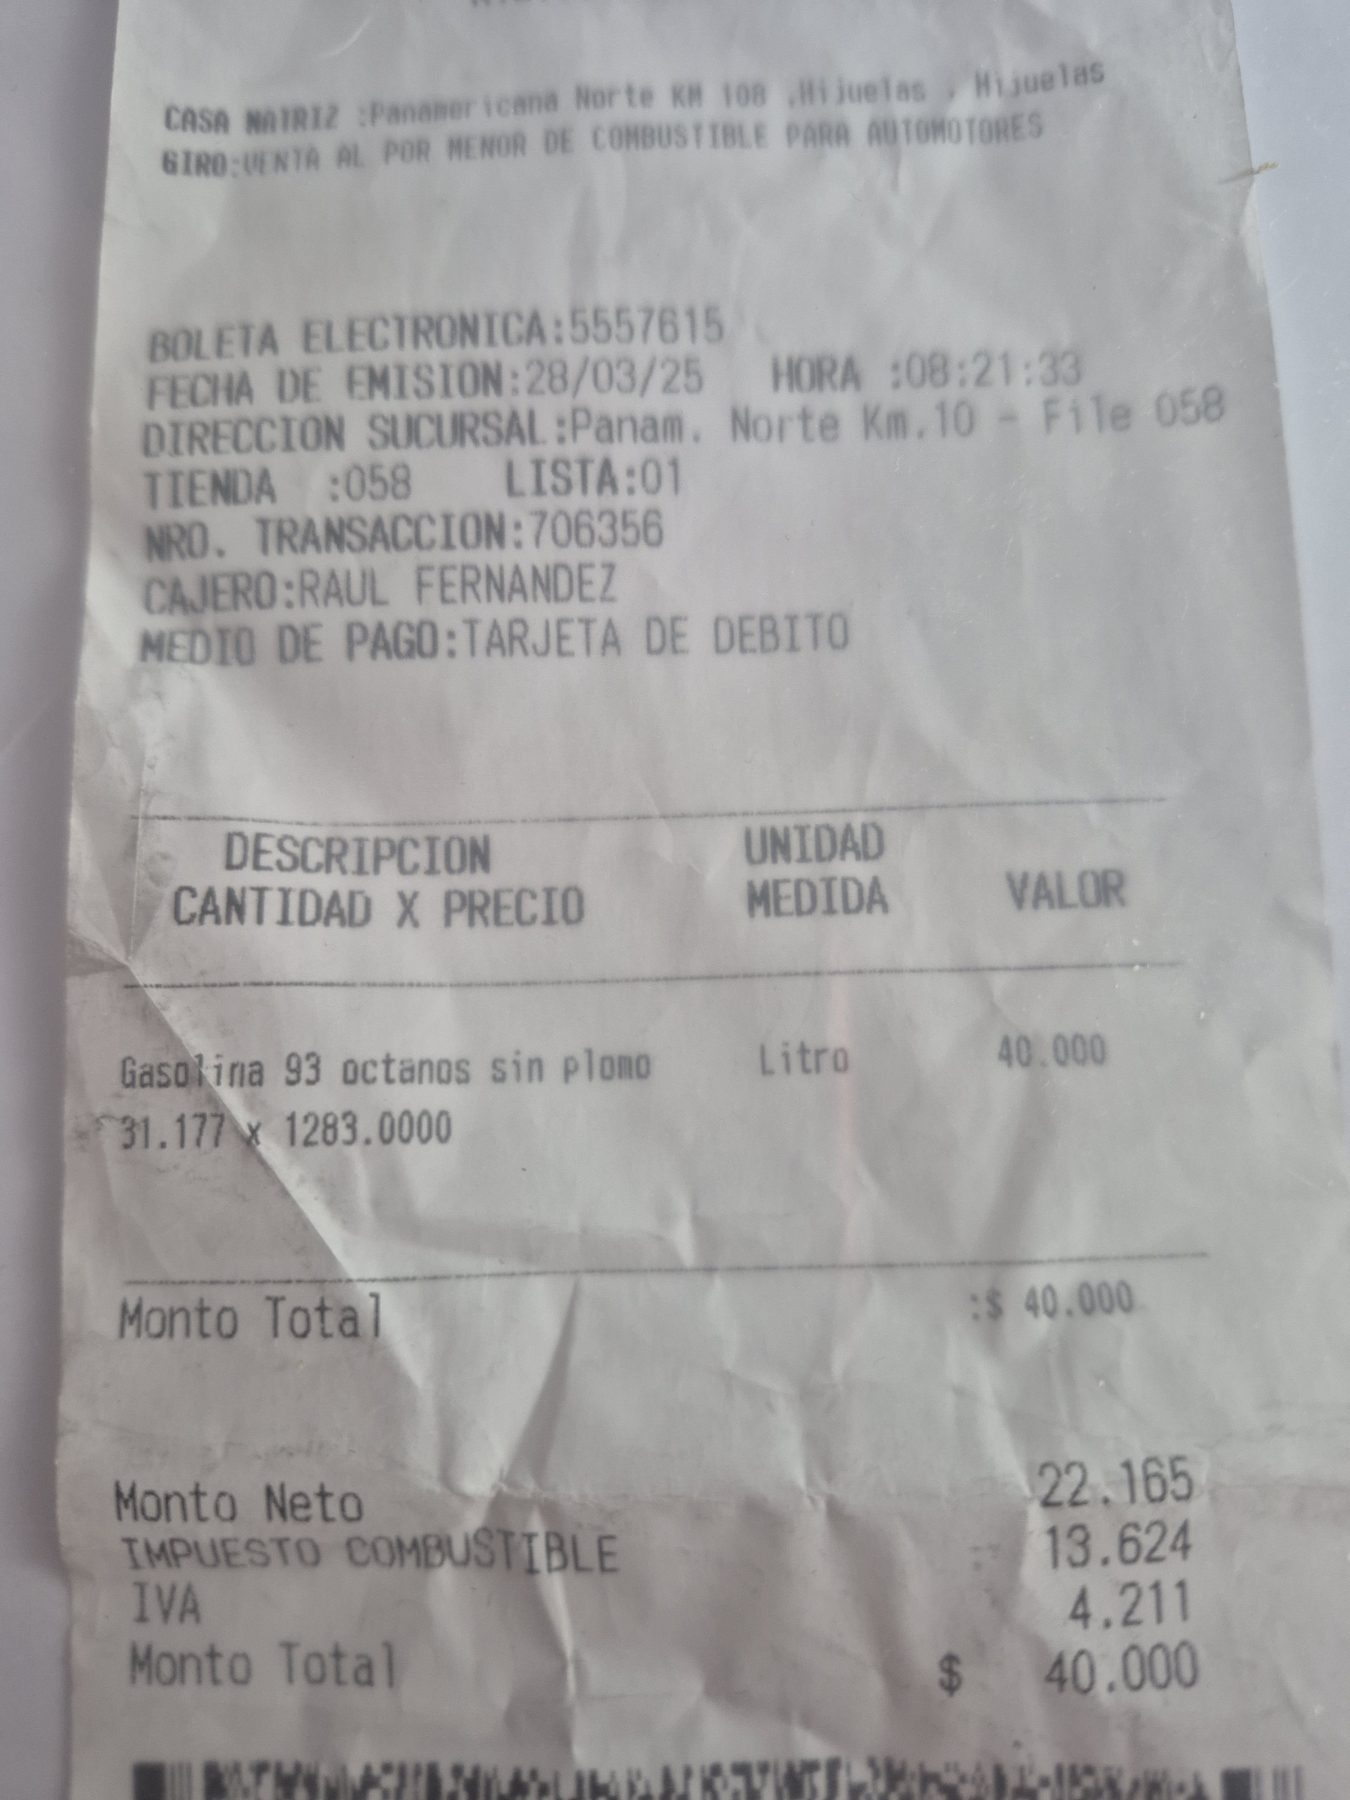 CASA MATRIZ :Panamericana Norte KM 108 ,Hijuelas , Hijuelas
GIRO:VENTA AL POR MENOR DE COMBUSTIBLE PARA AUTOMOTORES
BOLETA ELECTRONICA:5557615
FECHA DE EMISION:28/03/25 HORA :08:21:33
DIRECCION SUCURSAL:Panam. Norte Km.10 - File 058
TIENDA :058 LISTA:01
NRO. TRANSACCION:706356
CAJERO:RAUL FERNANDEZ
MEDIO DE PAGO:TARJETA DE DEBITO
DESCRIPCION UNIDAD
CANTIDAD X PRECIO MEDIDA VALOR
Gasolina 93 octanos sin plomo Litro 40.000
31.177 x 1283.0000
Monto Total :$ 40.000
Monto Neto 22.165
IMPUESTO COMBUSTIBLE : 13.624
IVA 4.211
Monto Total $ 40.000